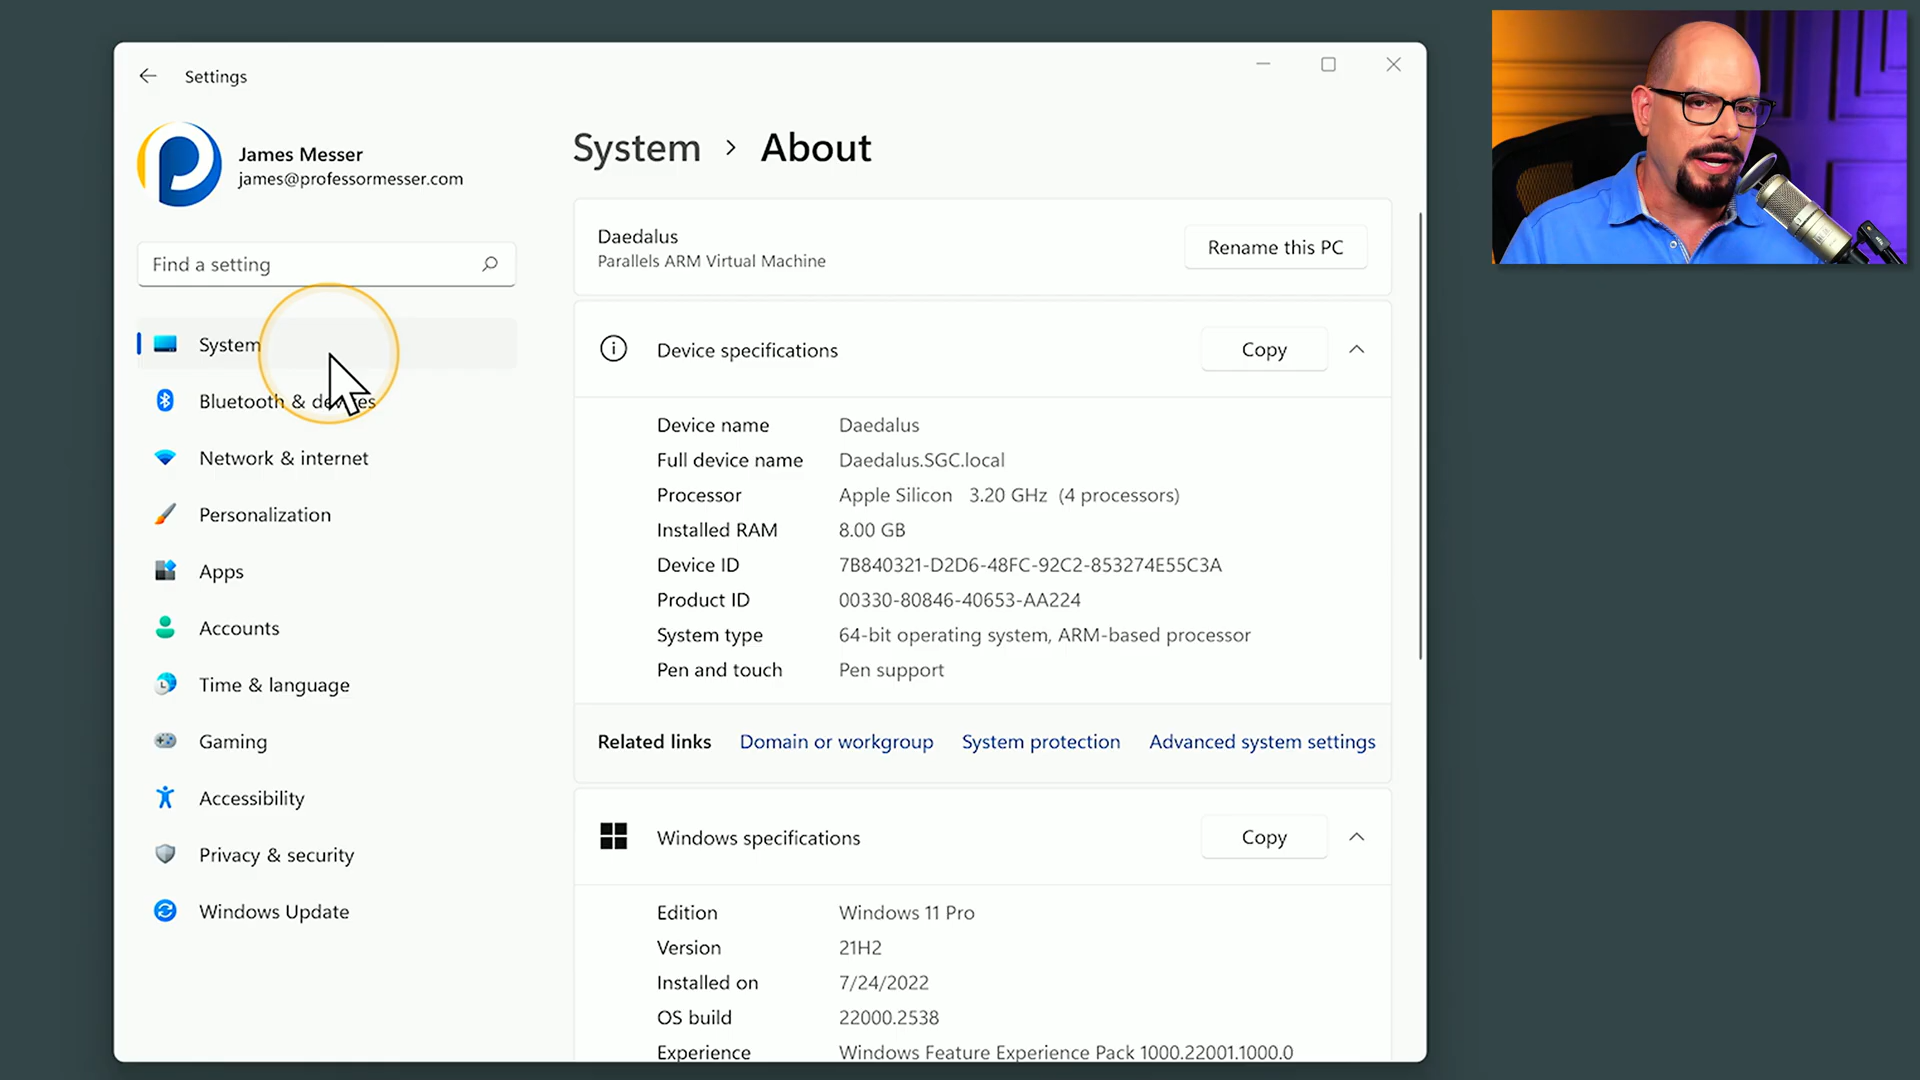 Settings
James Messer
james@professormesser.com
Find a setting
System
Bluetooth & devices
Network & internet
Personalization
Apps
Accounts
Time & language
Gaming
Accessibility
Privacy & security
Windows Update
System > About
Daedalus
Parallels ARM Virtual Machine
Rename this PC
Device specifications Copy
Device name Daedalus
Full device name Daedalus.SGC.local
Processor Apple Silicon 3.20 GHz (4 processors)
Installed RAM 8.00 GB
Device ID 7B840321-D2D6-48FC-92C2-853274E55C3A
Product ID 00330-80846-40653-AA224
System type 64-bit operating system, ARM-based processor
Pen and touch Pen support
Related links Domain or workgroup System protection Advanced system settings
Windows specifications Copy
Edition Windows 11 Pro
Version 21H2
Installed on 7/24/2022
OS build 22000.2538
Experience Windows Feature Experience Pack 1000.22001.1000.0